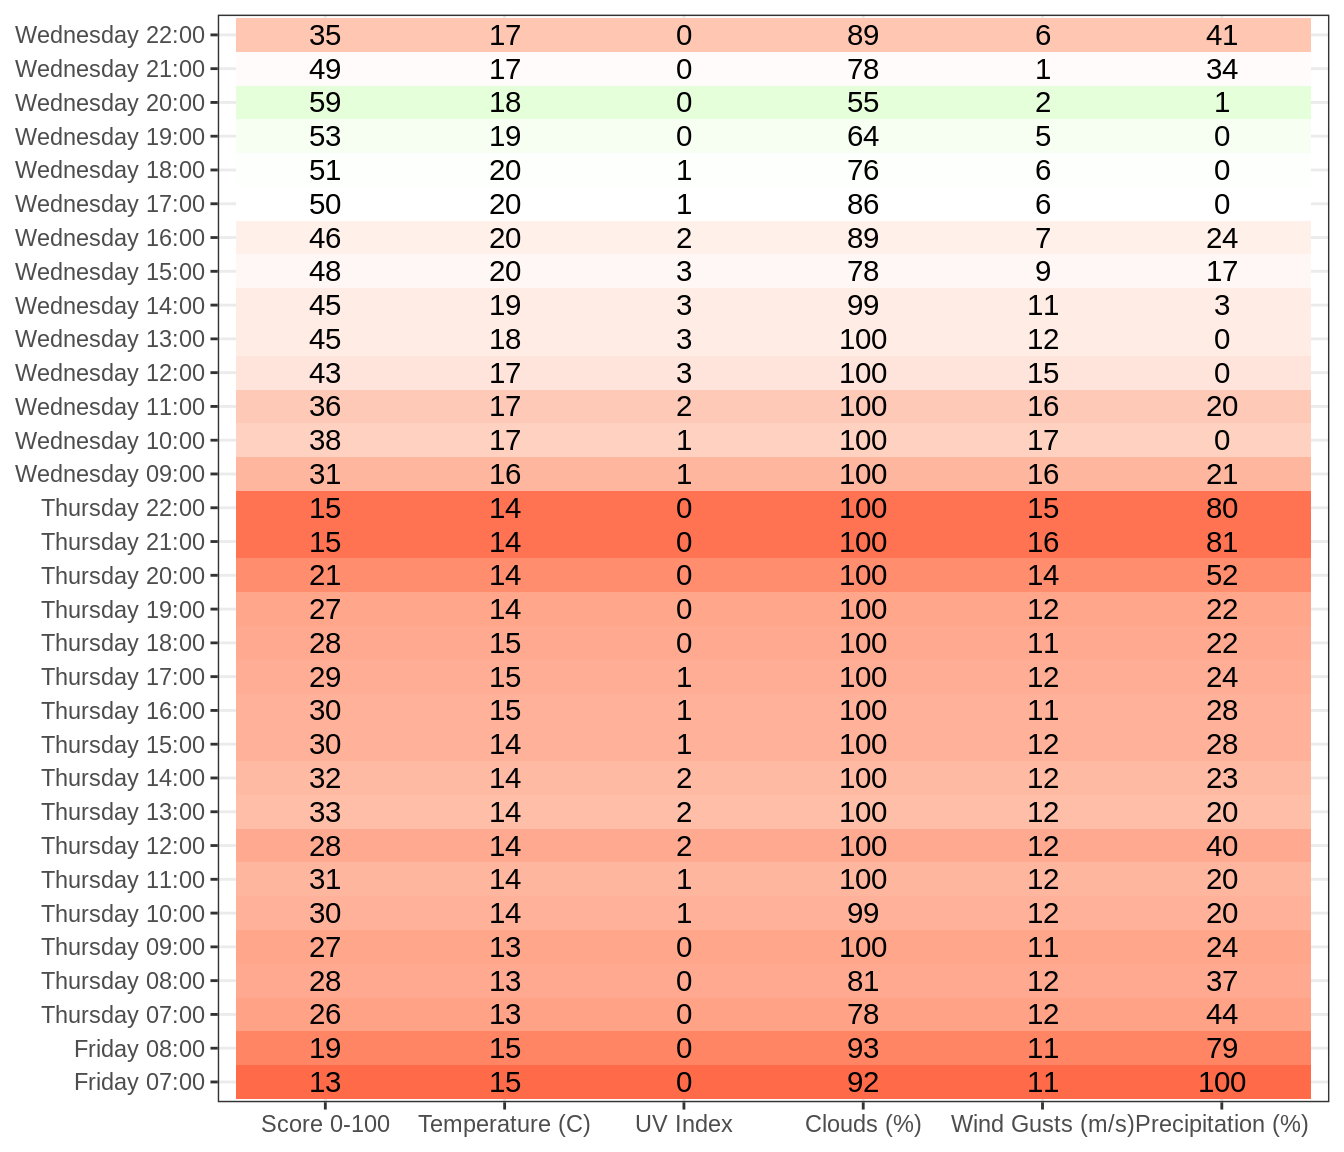 Wednesday 22:00 35 17 0 89 6 41
Wednesday 21:00 49 17 0 78 1 34
Wednesday 20:00 59 18 0 55 2 1
Wednesday 19:00 53 19 0 64 5 0
Wednesday 18:00 51 20 1 76 6 0
Wednesday 17:00 50 20 1 86 6 0
Wednesday 16:00 46 20 2 89 7 24
Wednesday 15:00 48 20 3 78 9 17
Wednesday 14:00 45 19 3 99 11 3
Wednesday 13:00 45 18 3 100 12 0
Wednesday 12:00 43 17 3 100 15 0
Wednesday 11:00 36 17 2 100 16 20
Wednesday 10:00 38 17 1 100 17 0
Wednesday 09:00 31 16 1 100 16 21
Thursday 22:00 15 14 0 100 15 80
Thursday 21:00 15 14 0 100 16 81
Thursday 20:00 21 14 0 100 14 52
Thursday 19:00 27 14 0 100 12 22
Thursday 18:00 28 15 0 100 11 22
Thursday 17:00 29 15 1 100 12 24
Thursday 16:00 30 15 1 100 11 28
Thursday 15:00 30 14 1 100 12 28
Thursday 14:00 32 14 2 100 12 23
Thursday 13:00 33 14 2 100 12 20
Thursday 12:00 28 14 2 100 12 40
Thursday 11:00 31 14 1 100 12 20
Thursday 10:00 30 14 1 99 12 20
Thursday 09:00 27 13 0 100 11 24
Thursday 08:00 28 13 0 81 12 37
Thursday 07:00 26 13 0 78 12 44
Friday 08:00 19 15 0 93 11 79
Friday 07:00 13 15 0 92 11 100
Score 0-100 Temperature (C) UV Index Clouds (%) Wind Gusts (m/s) Precipitation (%)